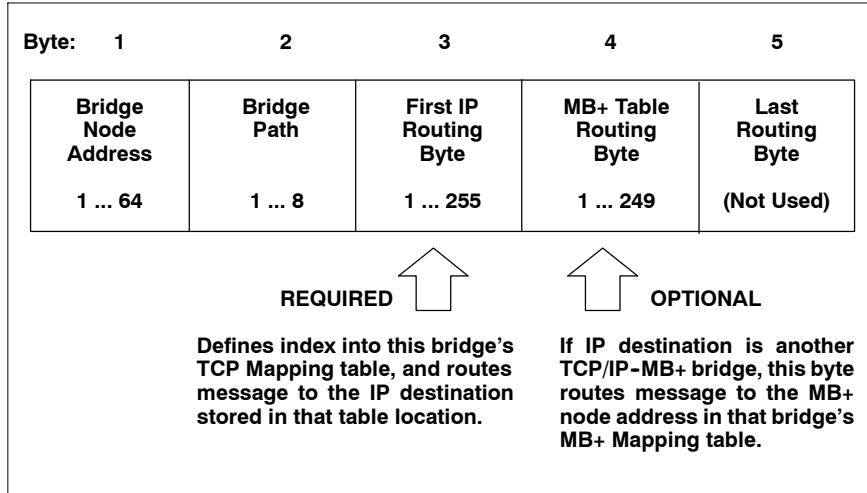 Byte: 1 2 3 4 5
Bridge Node Address 1 ... 64
Bridge Path 1 ... 8
First IP Routing Byte 1 ... 255
MB+ Table Routing Byte 1 ... 249
Last Routing Byte (Not Used)
REQUIRED
Defines index into this bridge's
TCP Mapping table, and routes
message to the IP destination
stored in that table location.
OPTIONAL
If IP destination is another
TCP/IP-MB+ bridge, this byte
routes message to the MB+
node address in that bridge's
MB+ Mapping table.